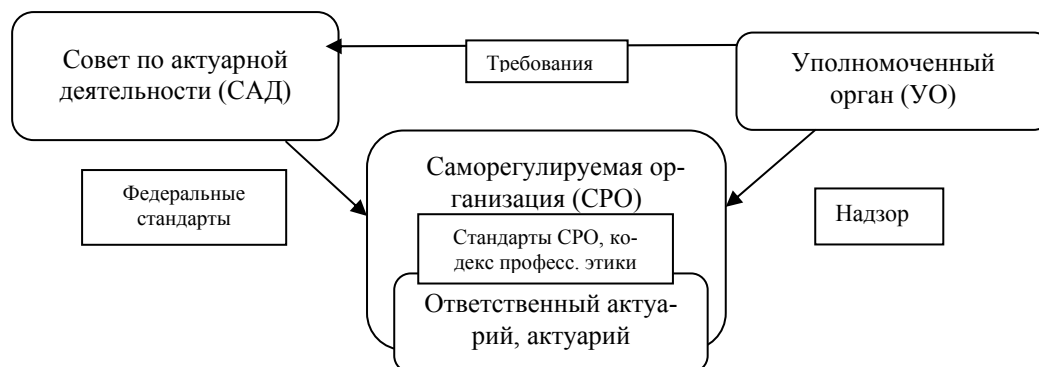 Совет по актуарной
деятельности (САД)
Требования
Уполномоченный
орган (УО)
Федеральные
стандарты
Саморегулируемая ор-
ганизация (СРО)
Надзор
Стандарты СРО, ко-
декс професс. этики
Ответственный актуа-
рий, актуарий